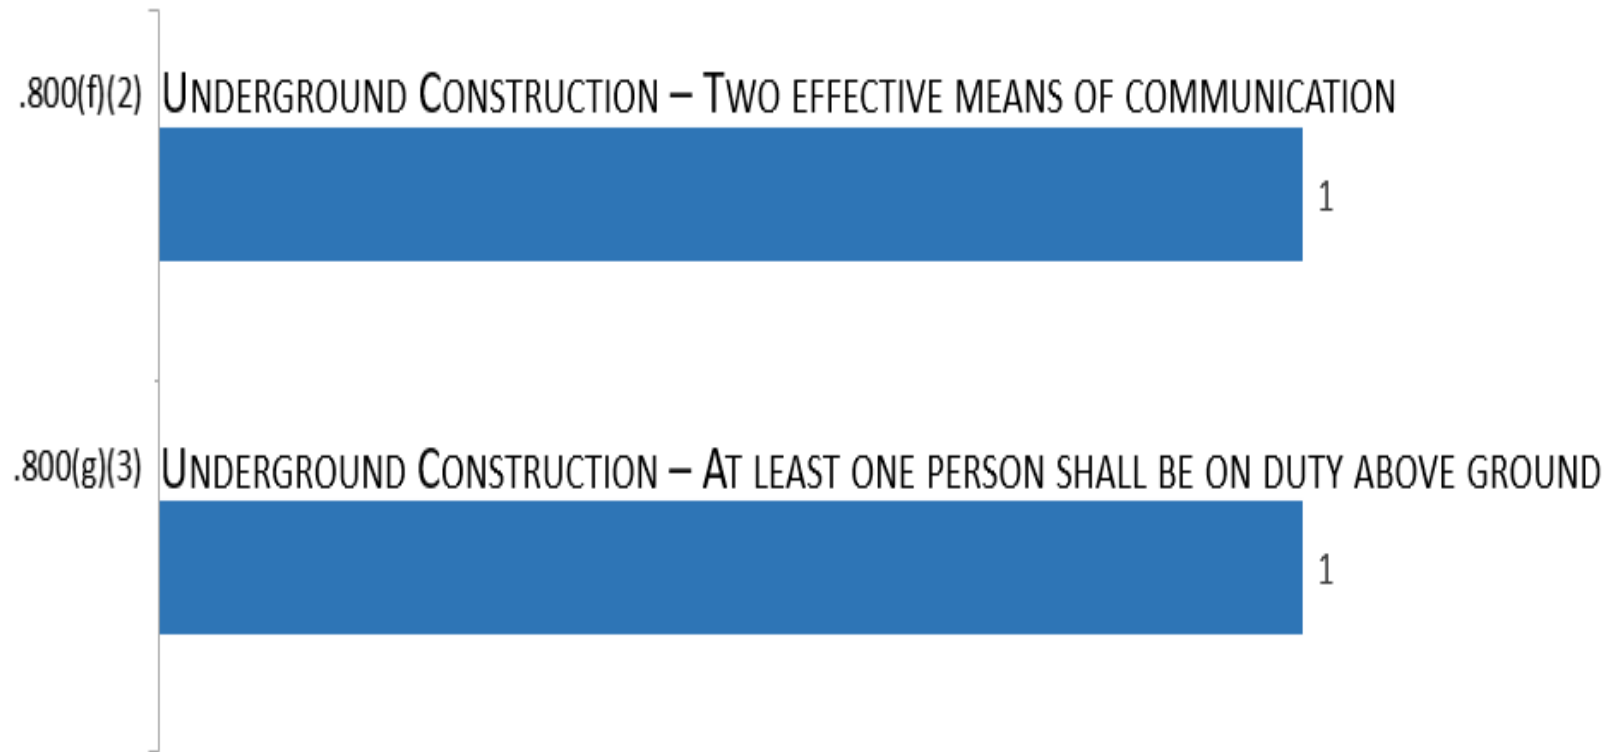 .800(f)(2) UNDERGROUND CONSTRUCTION – TWO EFFECTIVE MEANS OF COMMUNICATION
1
.800(g)(3) UNDERGROUND CONSTRUCTION – AT LEAST ONE PERSON SHALL BE ON DUTY ABOVE GROUND
1